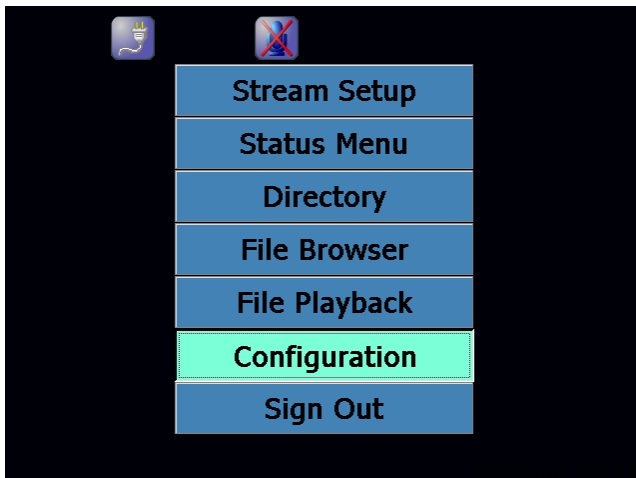 Stream Setup
Status Menu
Directory
File Browser
File Playback
Configuration
Sign Out